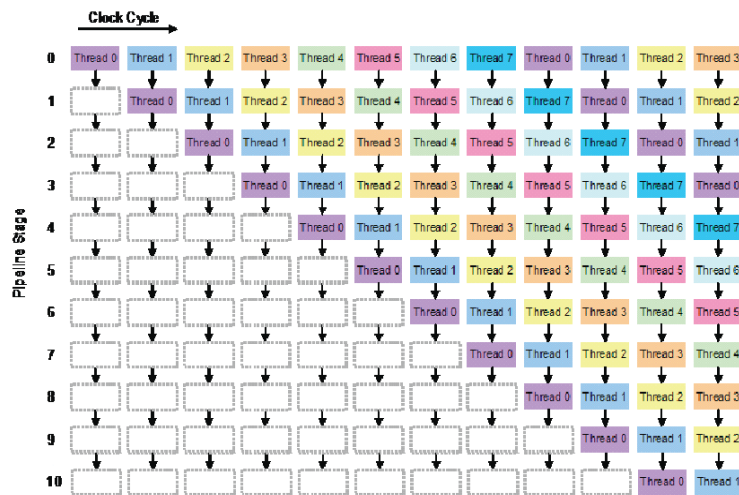 Clock Cycle
0 Thread 0 Thread 1 Thread 2 Thread 3 Thread 4 Thread 5 Thread 6 Thread 7 Thread 0 Thread 1 Thread 2 Thread 3
1 Thread 0 Thread 1 Thread 2 Thread 3 Thread 4 Thread 5 Thread 6 Thread 7 Thread 0 Thread 1 Thread 2
2 Thread 0 Thread 1 Thread 2 Thread 3 Thread 4 Thread 5 Thread 6 Thread 7 Thread 0 Thread 1
3 Thread 0 Thread 1 Thread 2 Thread 3 Thread 4 Thread 5 Thread 6 Thread 7 Thread 0
4 Thread 0 Thread 1 Thread 2 Thread 3 Thread 4 Thread 5 Thread 6 Thread 7
Pipeline Stage
5 Thread 0 Thread 1 Thread 2 Thread 3 Thread 4 Thread 5 Thread 6
6 Thread 0 Thread 1 Thread 2 Thread 3 Thread 4 Thread 5
7 Thread 0 Thread 1 Thread 2 Thread 3 Thread 4
8 Thread 0 Thread 1 Thread 2 Thread 3
9 Thread 0 Thread 1 Thread 2
10 Thread 0 Thread 1